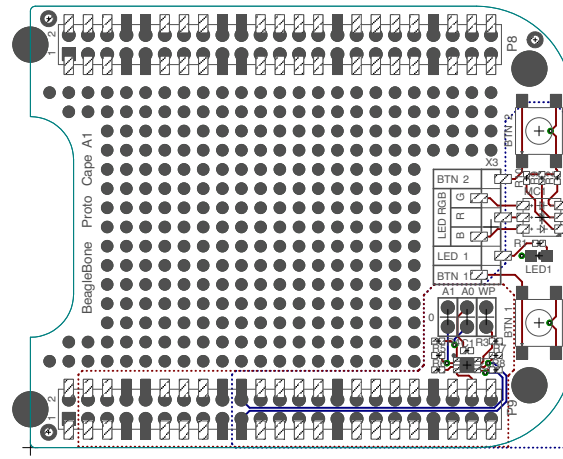 2
1
P8
BeagleBone Proto Cape A1
X3
BTN 2
LED RGB
G
R
B
LED 1
BTN 1
BTN 2
R1
LED1
BTN 1
A1 A0 WP
0
R3
2
1
P9